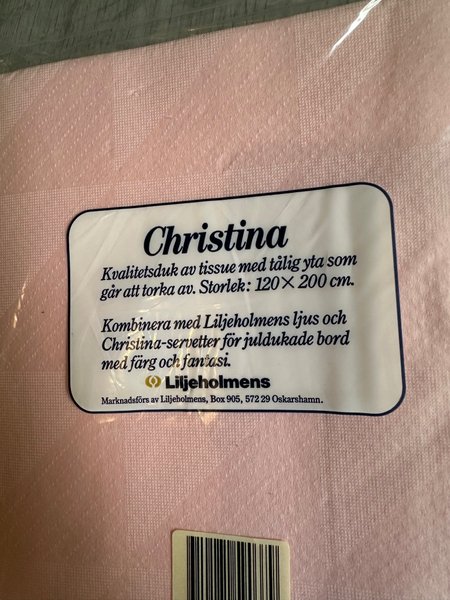 Christina
Kvalitetsduk av tissue med tålig yta som
går att torka av. Storlek: 120 × 200 cm.
Kombinera med Liljeholmens ljus och
Christina-servetter för juldukade bord
med färg och fantasi.
Liljeholmens
Marknadsförs av Liljeholmens, Box 905, 572 29 Oskarshamn.